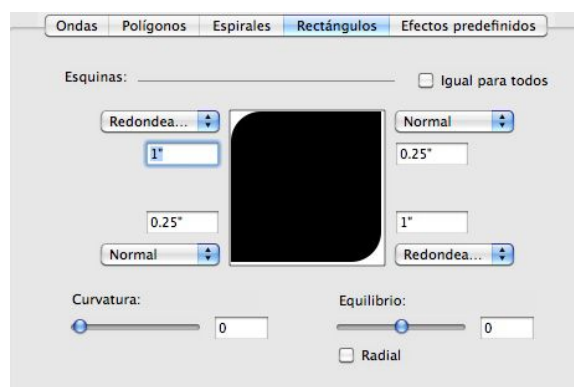 Ondas Polígonos Espirales Rectángulos Efectos predefinidos
Esquinas: Igual para todos
Redondea... Normal
1" 0.25"
0.25" 1"
Normal Redondea...
Curvatura: Equilibrio:
0 0
Radial